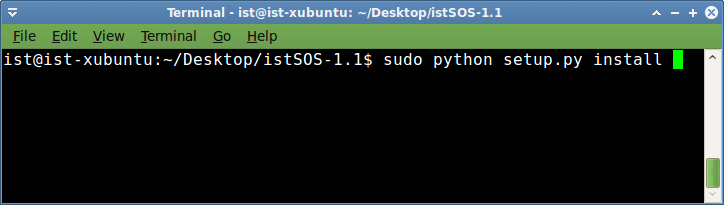 Terminal - ist@ist-xubuntu: ~/Desktop/istSOS-1.1
File Edit View Terminal Go Help
ist@ist-xubuntu:~/Desktop/istSOS-1.1$ sudo python setup.py install